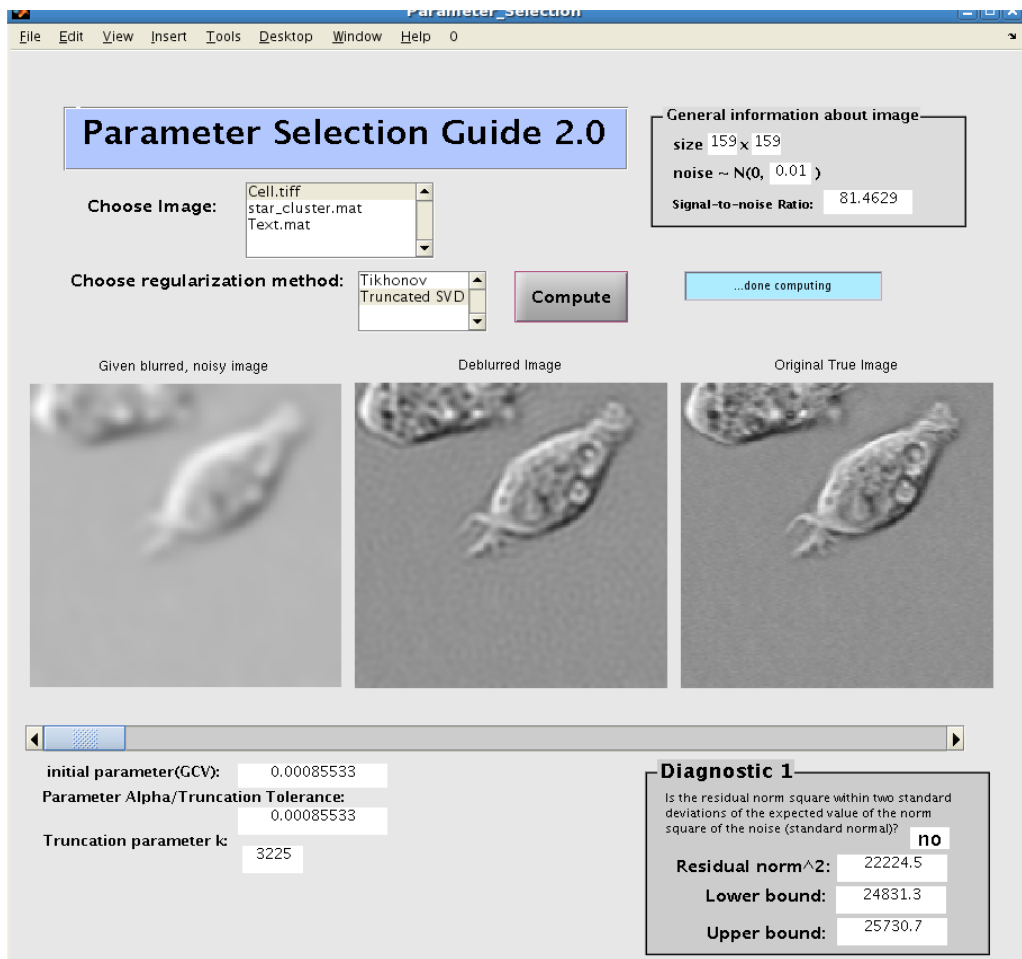 Parameter_Selection
File Edit View Insert Tools Desktop Window Help 0
Parameter Selection Guide 2.0
General information about image
size 159 x 159
noise ~ N(0, 0.01 )
Signal-to-noise Ratio: 81.4629
Choose Image:
Cell.tiff
star_cluster.mat
Text.mat
Choose regularization method:
Tikhonov
Truncated SVD
Compute
...done computing
Given blurred, noisy image
Deblurred Image
Original True Image
initial parameter(GCV): 0.00085533
Parameter Alpha/Truncation Tolerance:
0.00085533
Truncation parameter k: 3225
Diagnostic 1
Is the residual norm square within two standard
deviations of the expected value of the norm
square of the noise (standard normal)?
no
Residual norm^2: 22224.5
Lower bound: 24831.3
Upper bound: 25730.7